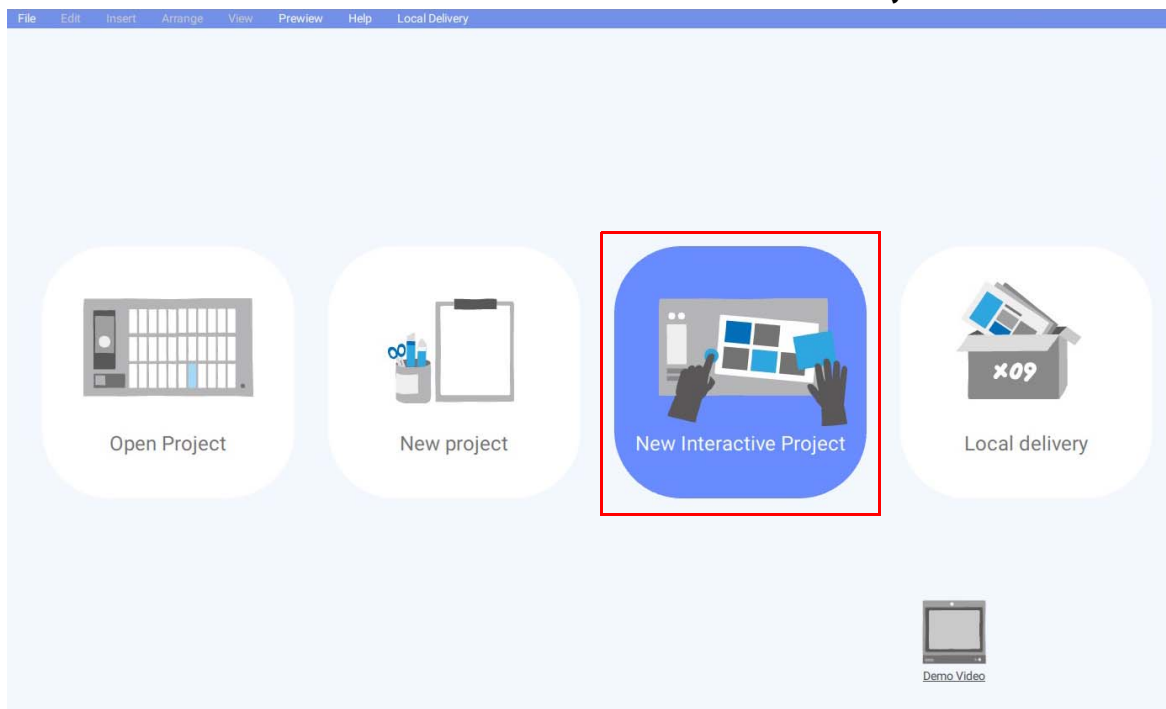 File Edit Insert Arrange View Prewiew Help Local Delivery
Open Project
New project
New Interactive Project
×09
Local delivery
Demo Video